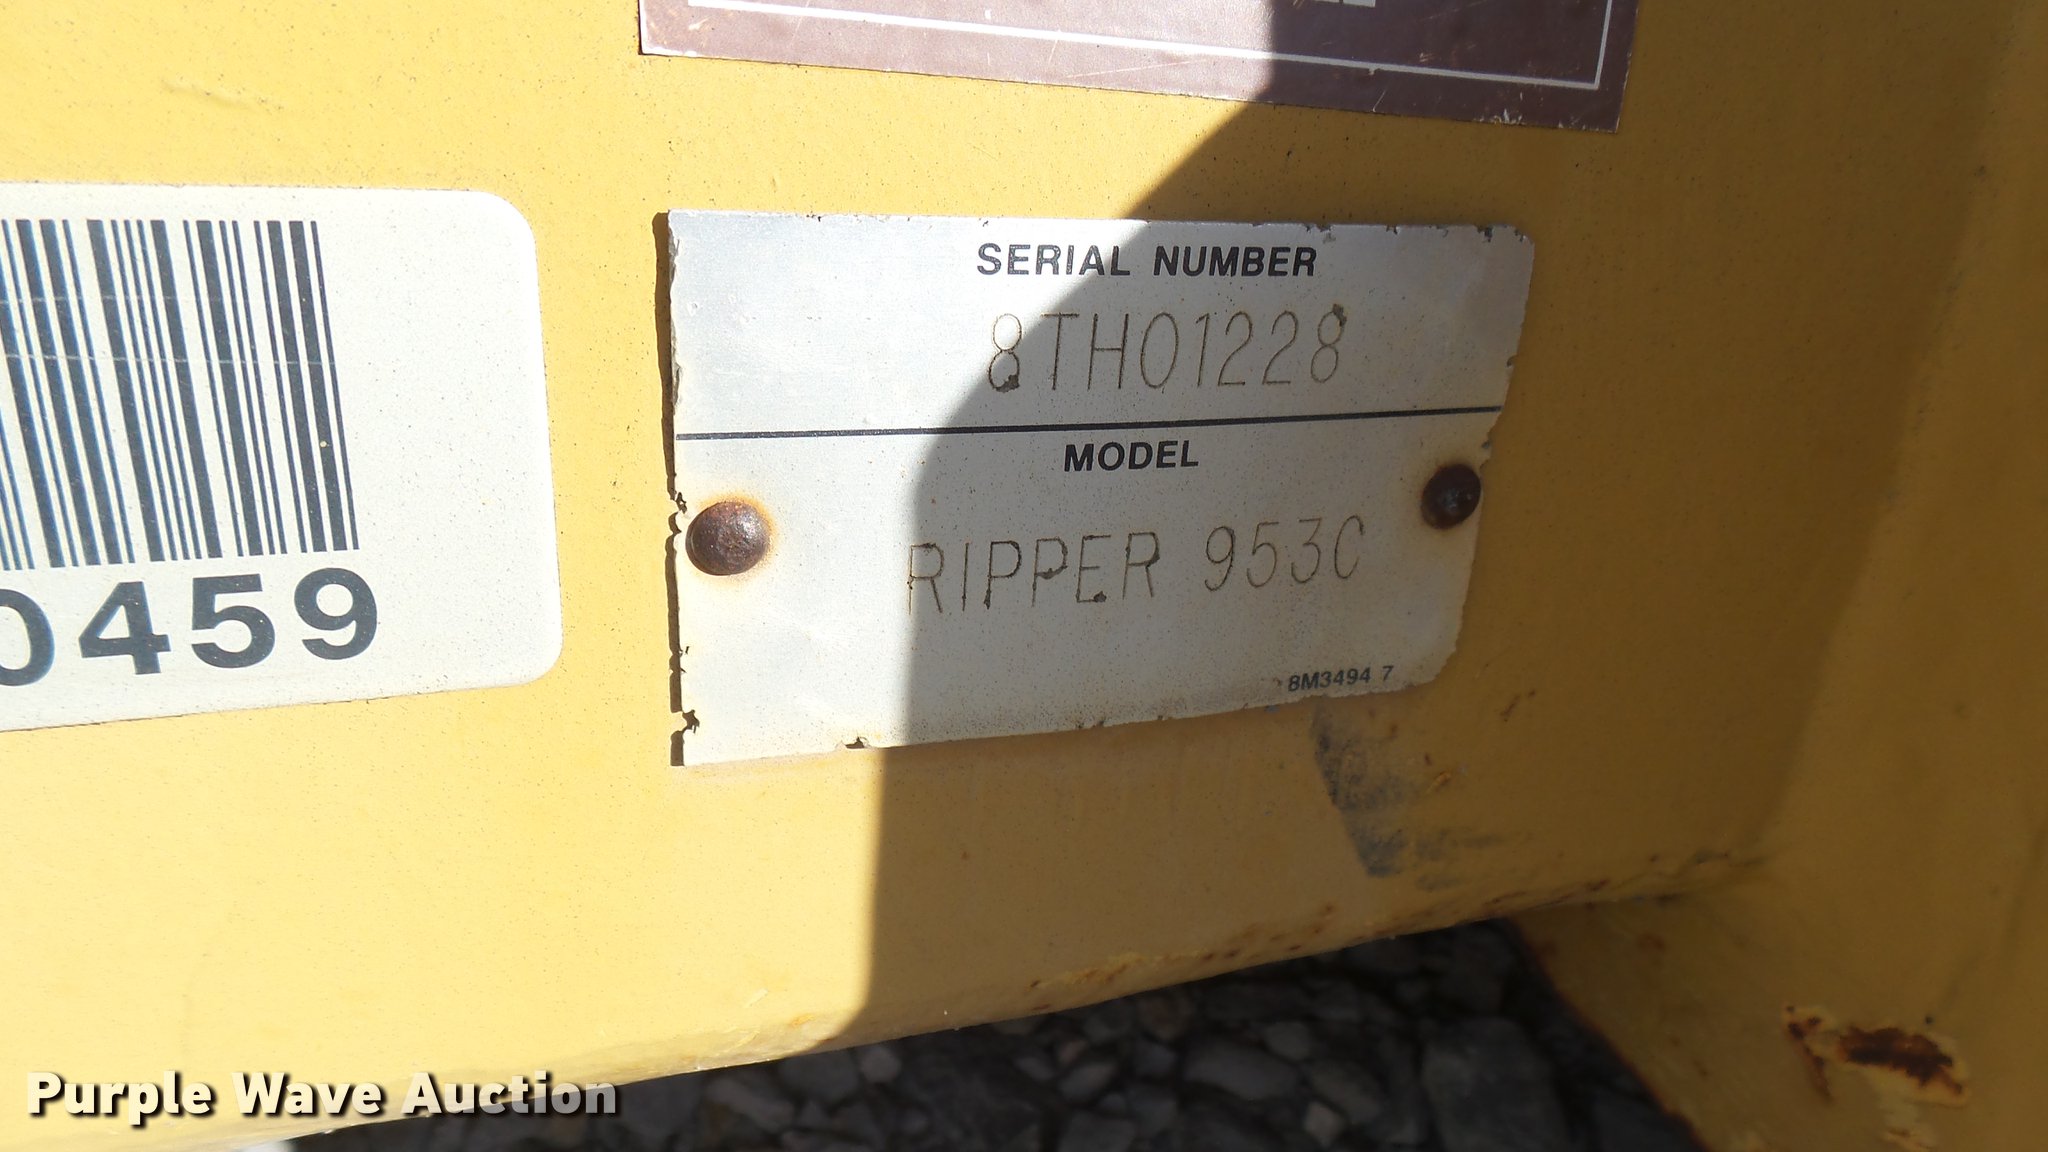 SERIAL NUMBER
8TH01228
MODEL
RIPPER 953C
8M3494 7
0459
Purple Wave Auction